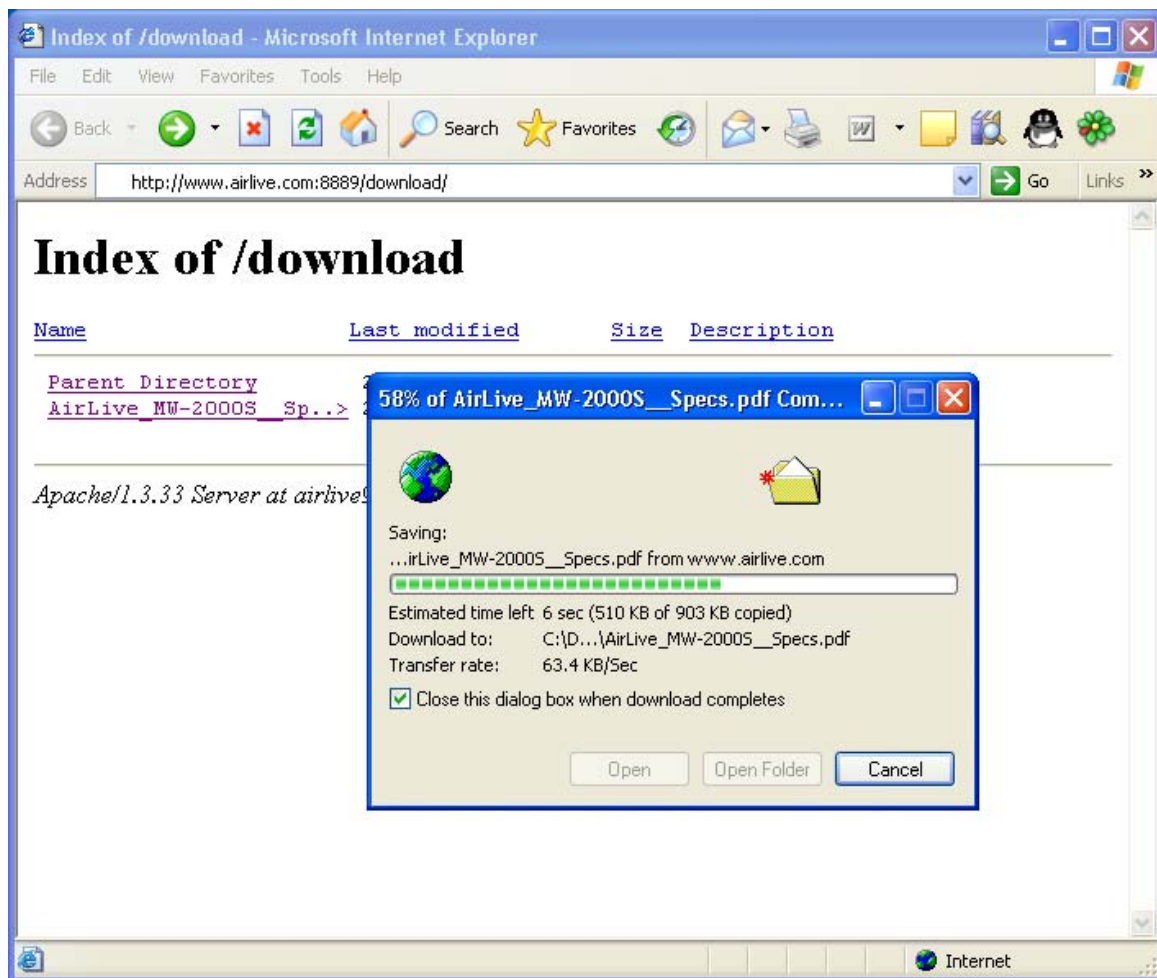 Index of /download - Microsoft Internet Explorer
File Edit View Favorites Tools Help
Back Search Favorites
Address http://www.airlive.com:8889/download/ Go Links »
Index of /download
Name Last modified Size Description
Parent Directory
AirLive_MW-2000S__Sp..>
Apache/1.3.33 Server at
58% of AirLive_MW-2000S__Specs.pdf Com...
Saving:
...irLive_MW-2000S__Specs.pdf from www.airlive.com
Estimated time left 6 sec (510 KB of 903 KB copied)
Download to: C:\D...\AirLive_MW-2000S__Specs.pdf
Transfer rate: 63.4 KB/Sec
Close this dialog box when download completes
Open Open Folder Cancel
Internet